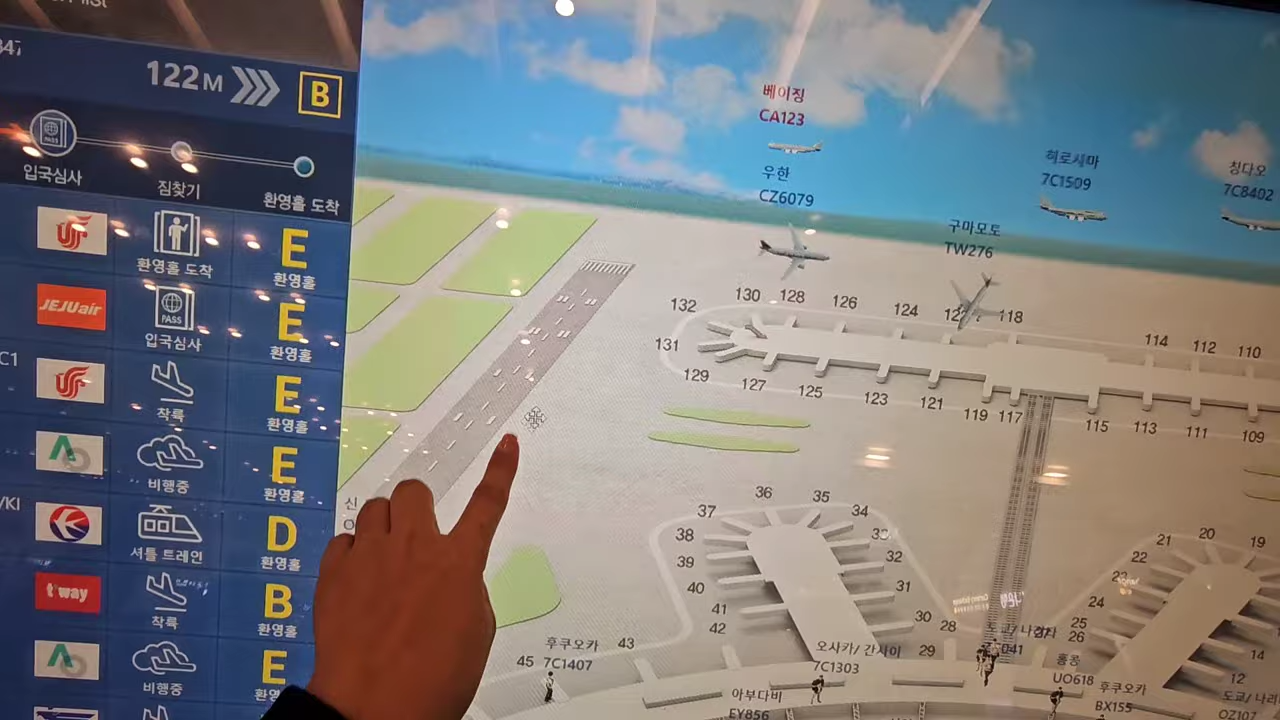 122M
B
입국심사
짐찾기
환영홀 도착
환영홀 도착
E
환영홀
JEJUair
PASS
입국심사
E
환영홀
C1
착륙
E
환영홀
비행중
E
환영홀
/KI
셔틀 트레인
D
환영홀
t'way
착륙
B
환영홀
비행중
E
베이징
CA123
우한
CZ6079
히로시마
7C1509
칭다오
7C8402
구마모토
TW276
132
130
128
126
124
118
131
129
127
125
123
121
119
117
114
112
110
115
113
111
109
36
35
34
37
38
39
40
41
42
32
31
30
28
29
43
45
후쿠오카
7C1407
오사카/ 간사이
7C1303
아부다비
EY856
홍콩
UO618
후쿠오카
BX155
OZ107
20
21
19
22
24
25
26
14
12